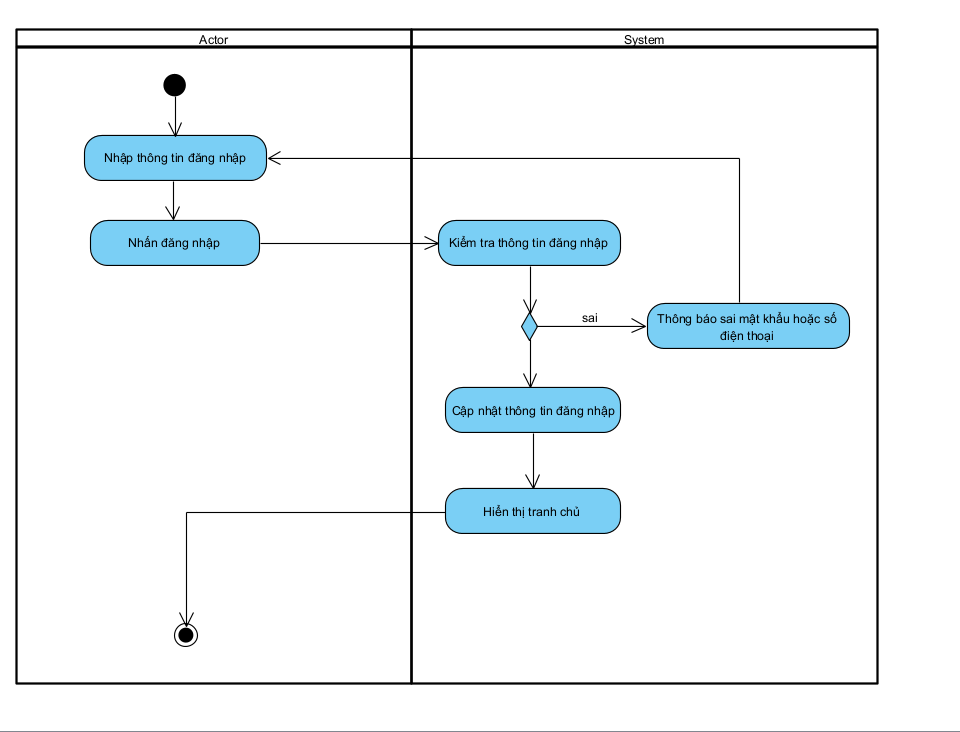 Actor
System
Nhập thông tin đăng nhập
Nhấn đăng nhập
Kiểm tra thông tin đăng nhập
sai
Thông báo sai mật khẩu hoặc số
điện thoại
Cập nhật thông tin đăng nhập
Hiển thị tranh chủ